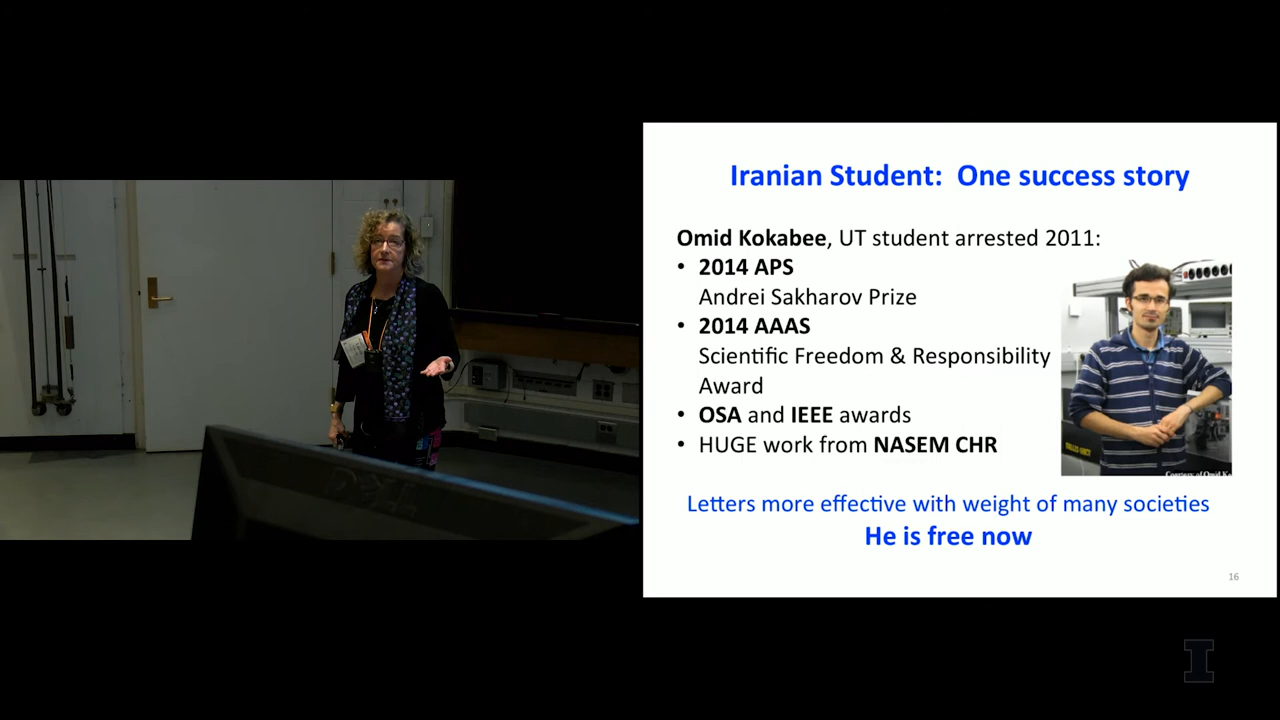 Iranian Student: One success story
Omid Kokabee, UT student arrested 2011:
• 2014 APS
Andrei Sakharov Prize
• 2014 AAAS
Scientific Freedom & Responsibility
Award
• OSA and IEEE awards
• HUGE work from NASEM CHR
Letters more effective with weight of many societies
He is free now
16
DELL
I